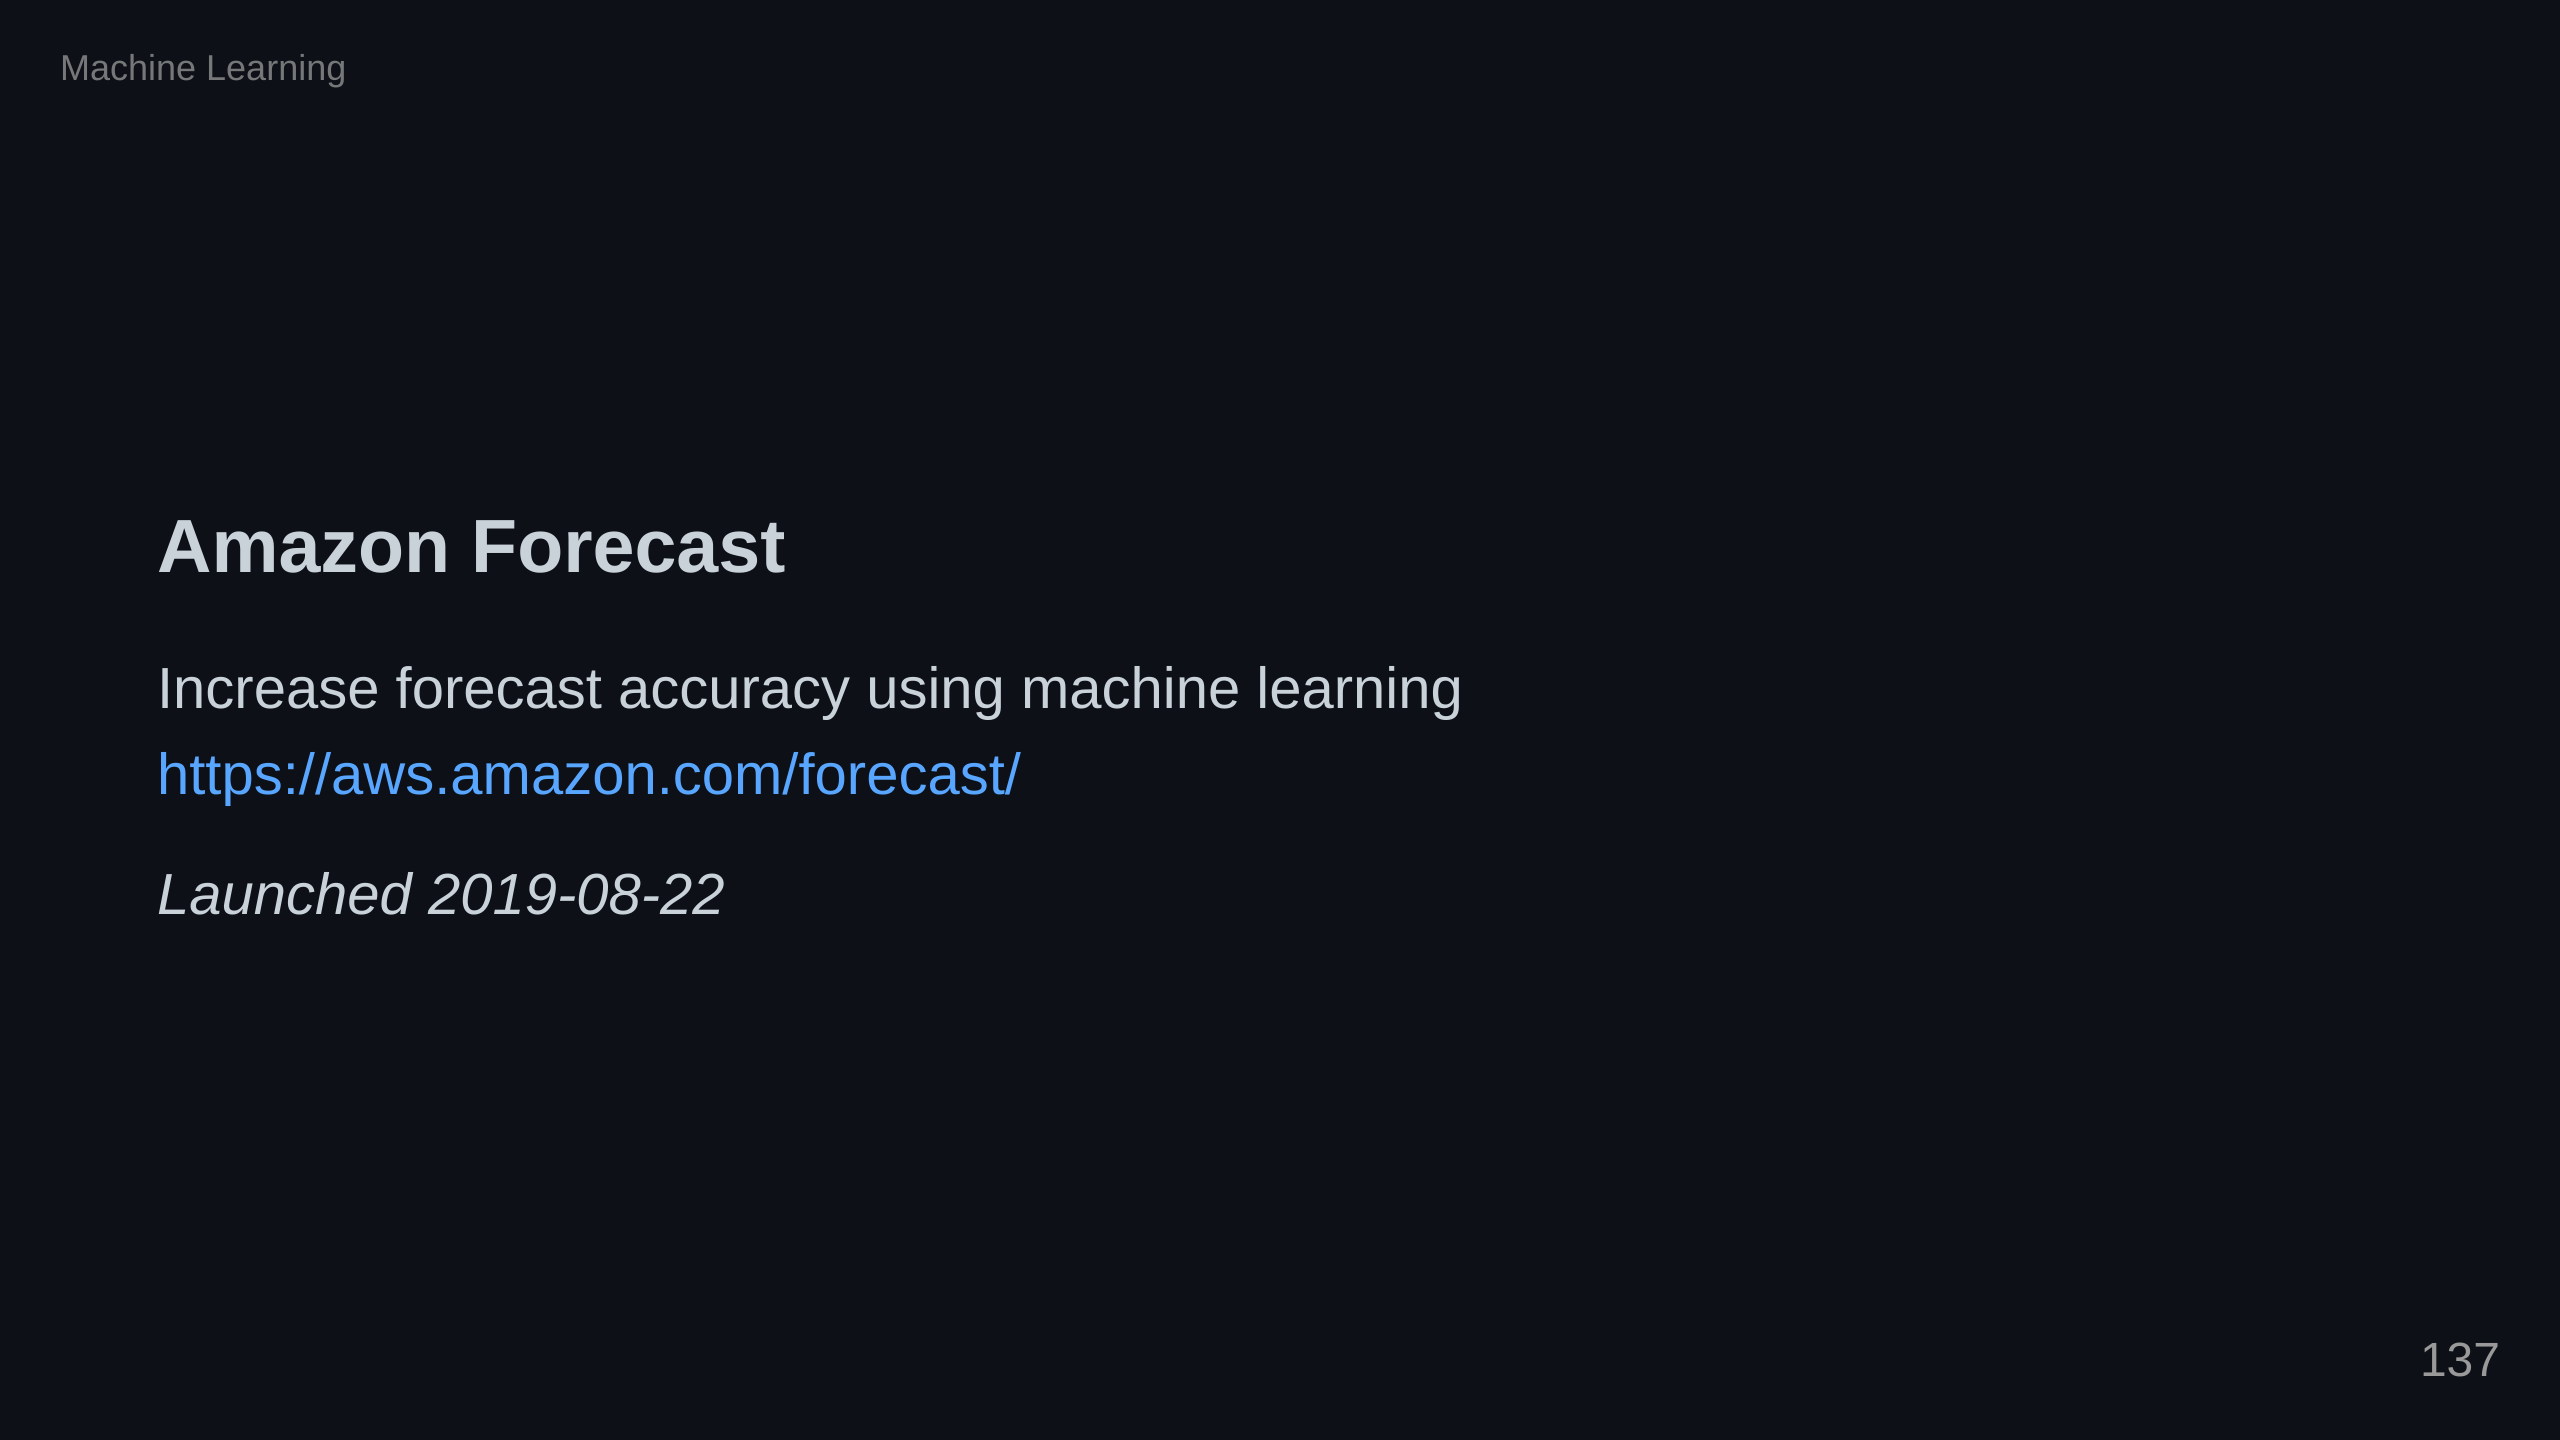 Machine Learning
Amazon Forecast
Increase forecast accuracy using machine learning
https://aws.amazon.com/forecast/
Launched 2019-08-22
137